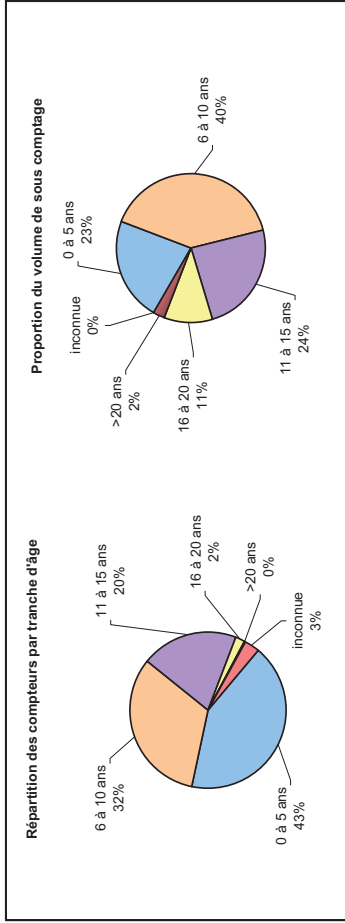 Répartition des compteurs par tranche d'âge
6 à 10 ans
32%
11 à 15 ans
20%
16 à 20 ans
2%
>20 ans
0%
inconnue
3%
0 à 5 ans
43%
Proportion du volume de sous comptage
inconnue
0%
0 à 5 ans
23%
6 à 10 ans
40%
11 à 15 ans
24%
16 à 20 ans
11%
>20 ans
2%